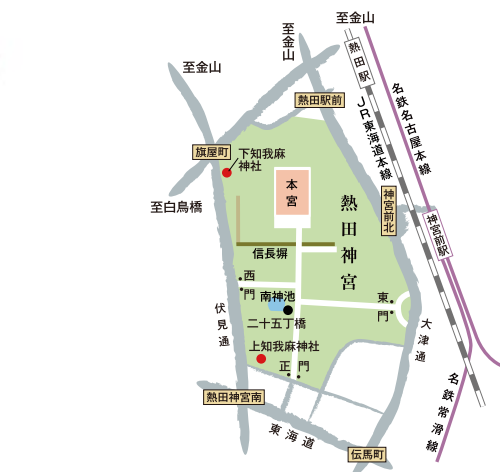 至金山
至金山
至金山
熱田駅
熱田駅前
名鉄名古屋本線
JR東海道本線
旗屋町
下知我麻
神社
本宮
熱田神宮
神宮前北
至白鳥橋
神宮前駅
信長塀
西門
南神池
東門
二十五丁橋
伏見通
大津通
上知我麻神社
正門
名鉄常滑線
熱田神宮南
東海道
伝馬町